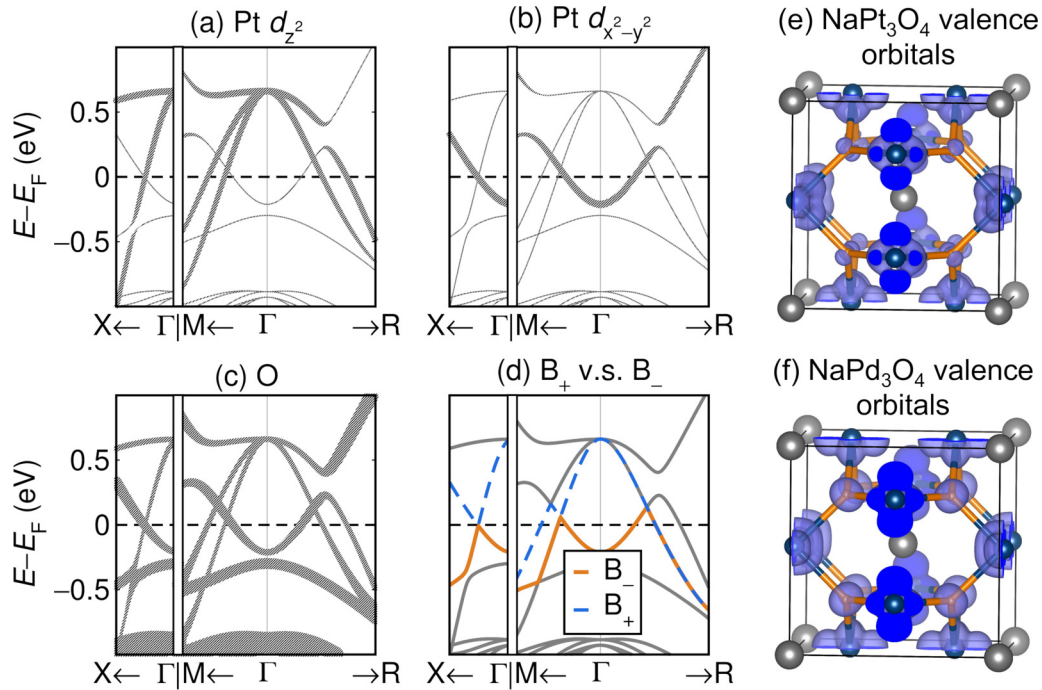 (a) Pt d_z²
(b) Pt d_x²−y²
(e) NaPt₃O₄ valence
orbitals
E−E_F (eV)
0.5
0
−0.5
X← Γ|M← Γ →R
X← Γ|M← Γ →R
(c) O
(d) B₊ v.s. B₋
(f) NaPd₃O₄ valence
orbitals
E−E_F (eV)
0.5
0
−0.5
B₋
B₊
X← Γ|M← Γ →R
X← Γ|M← Γ →R